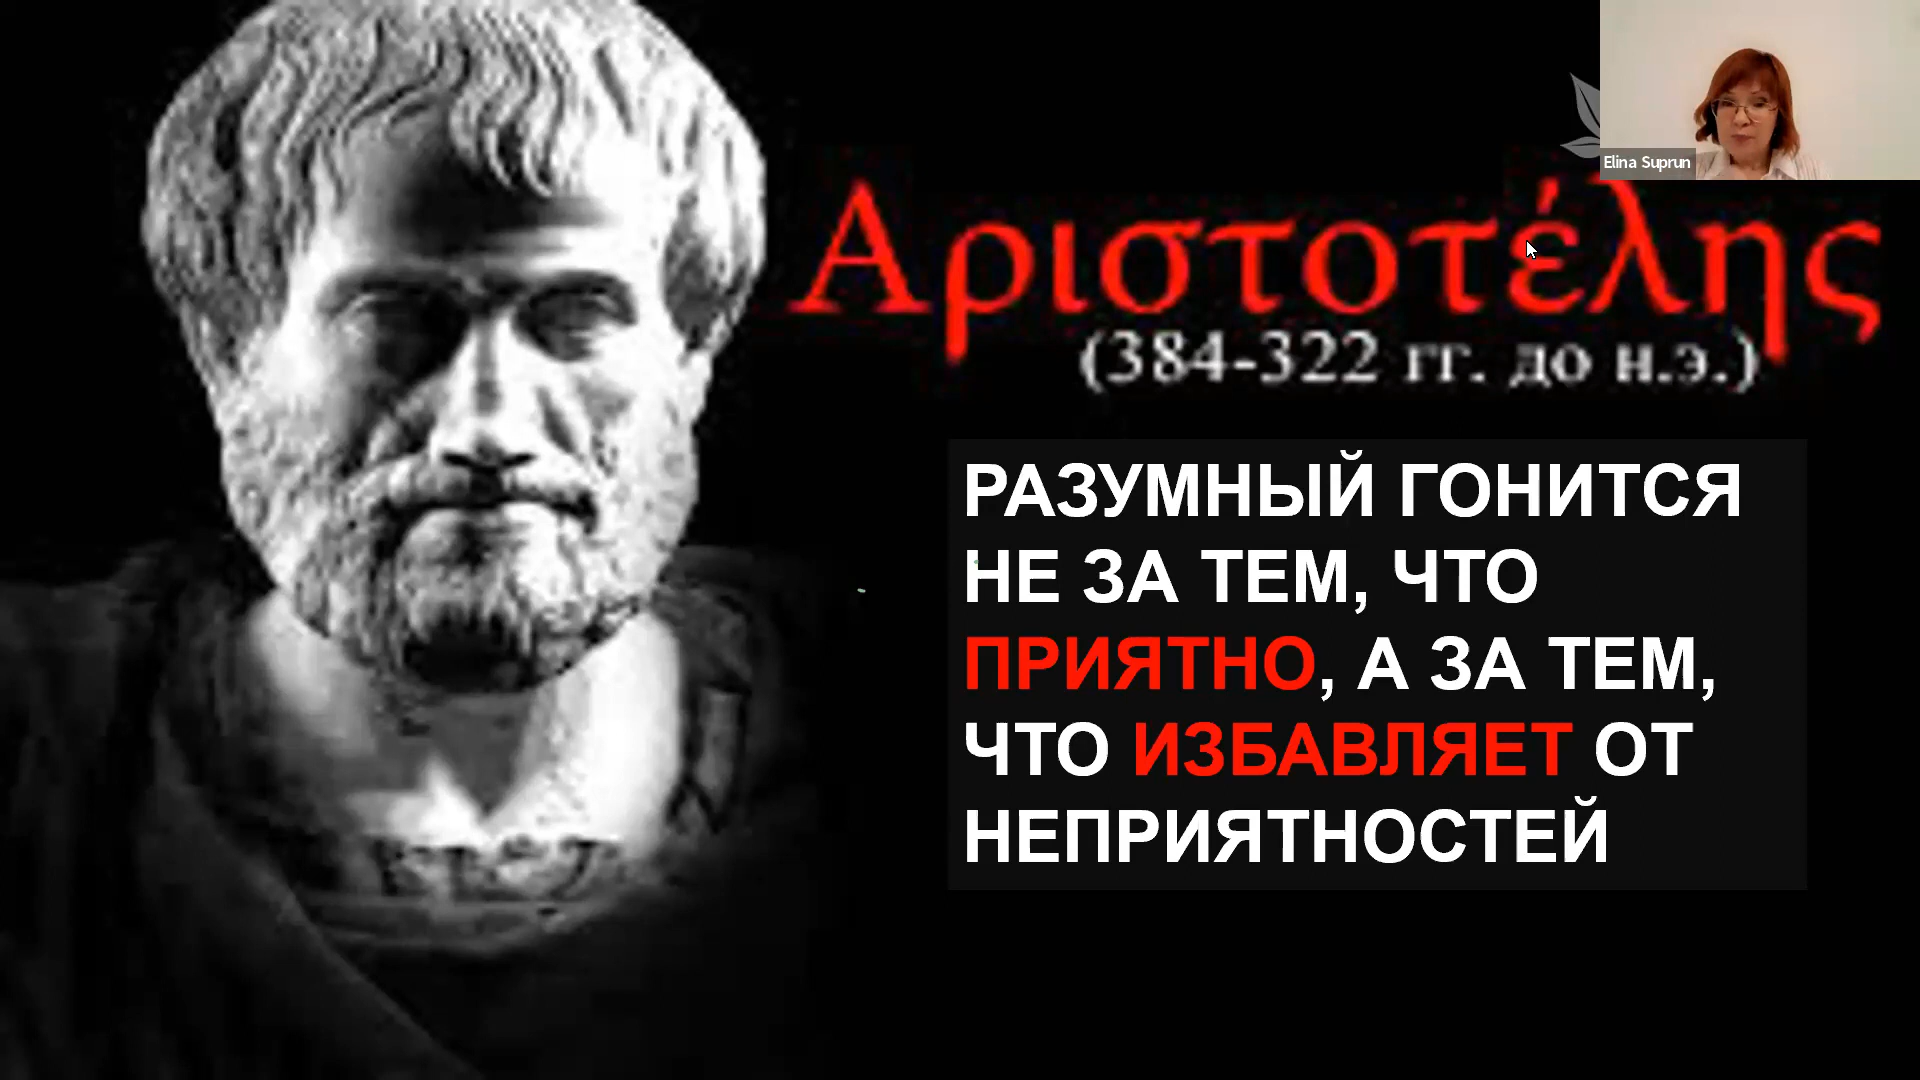 Elina Suprun
Αριστοτέλης
(384-322 гг. до н.э.)
РАЗУМНЫЙ ГОНИТСЯ
НЕ ЗА ТЕМ, ЧТО
ПРИЯТНО, А ЗА ТЕМ,
ЧТО ИЗБАВЛЯЕТ ОТ
НЕПРИЯТНОСТЕЙ